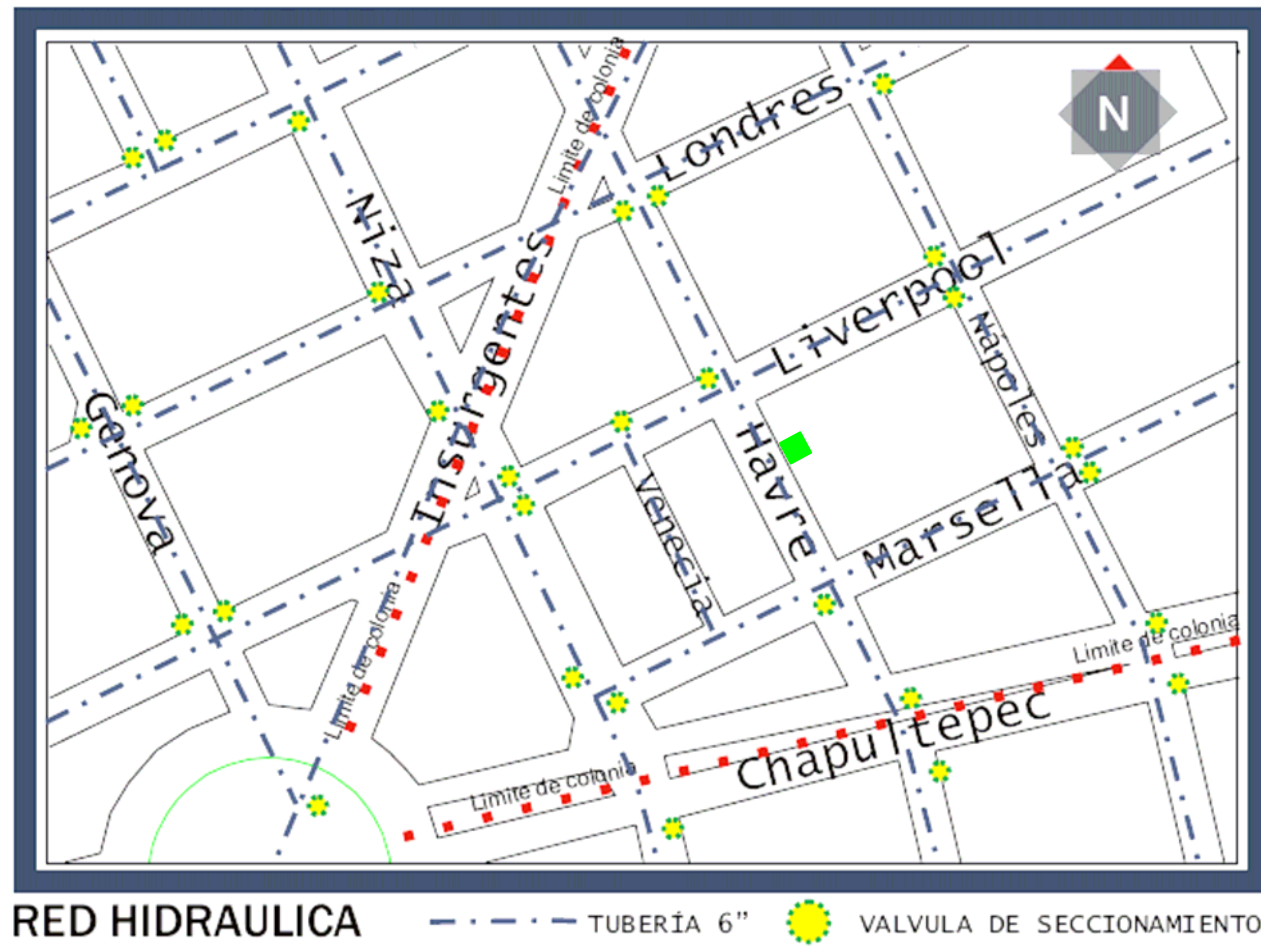 Limite de colonia
N
Londres
Niza
Insurgentes
Liverpool
Napoles
Genova
Havre
Venecia
Marsella
Limite de colonia
Limite de colonia
Chapultepec
Limite de colonia
RED HIDRAULICA
TUBERÍA 6”
VALVULA DE SECCIONAMIENTO